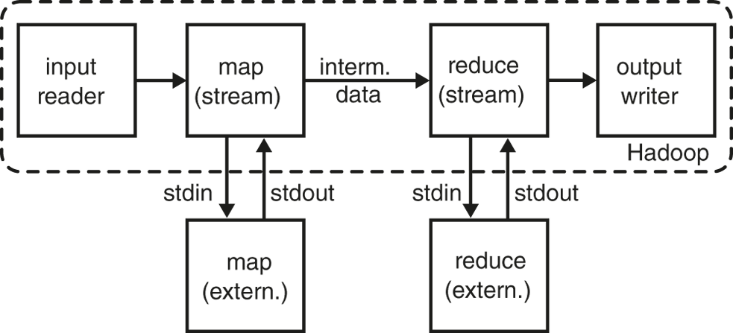 input
reader
map
(stream)
interm.
data
reduce
(stream)
output
writer
Hadoop
stdin
stdout
stdin
stdout
map
(extern.)
reduce
(extern.)